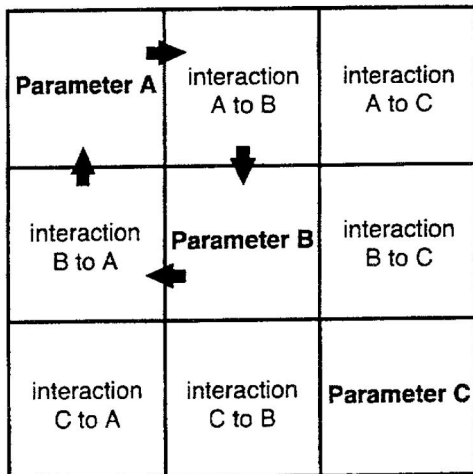 Parameter A
interaction
A to B
interaction
A to C
interaction
B to A
Parameter B
interaction
B to C
interaction
C to A
interaction
C to B
Parameter C